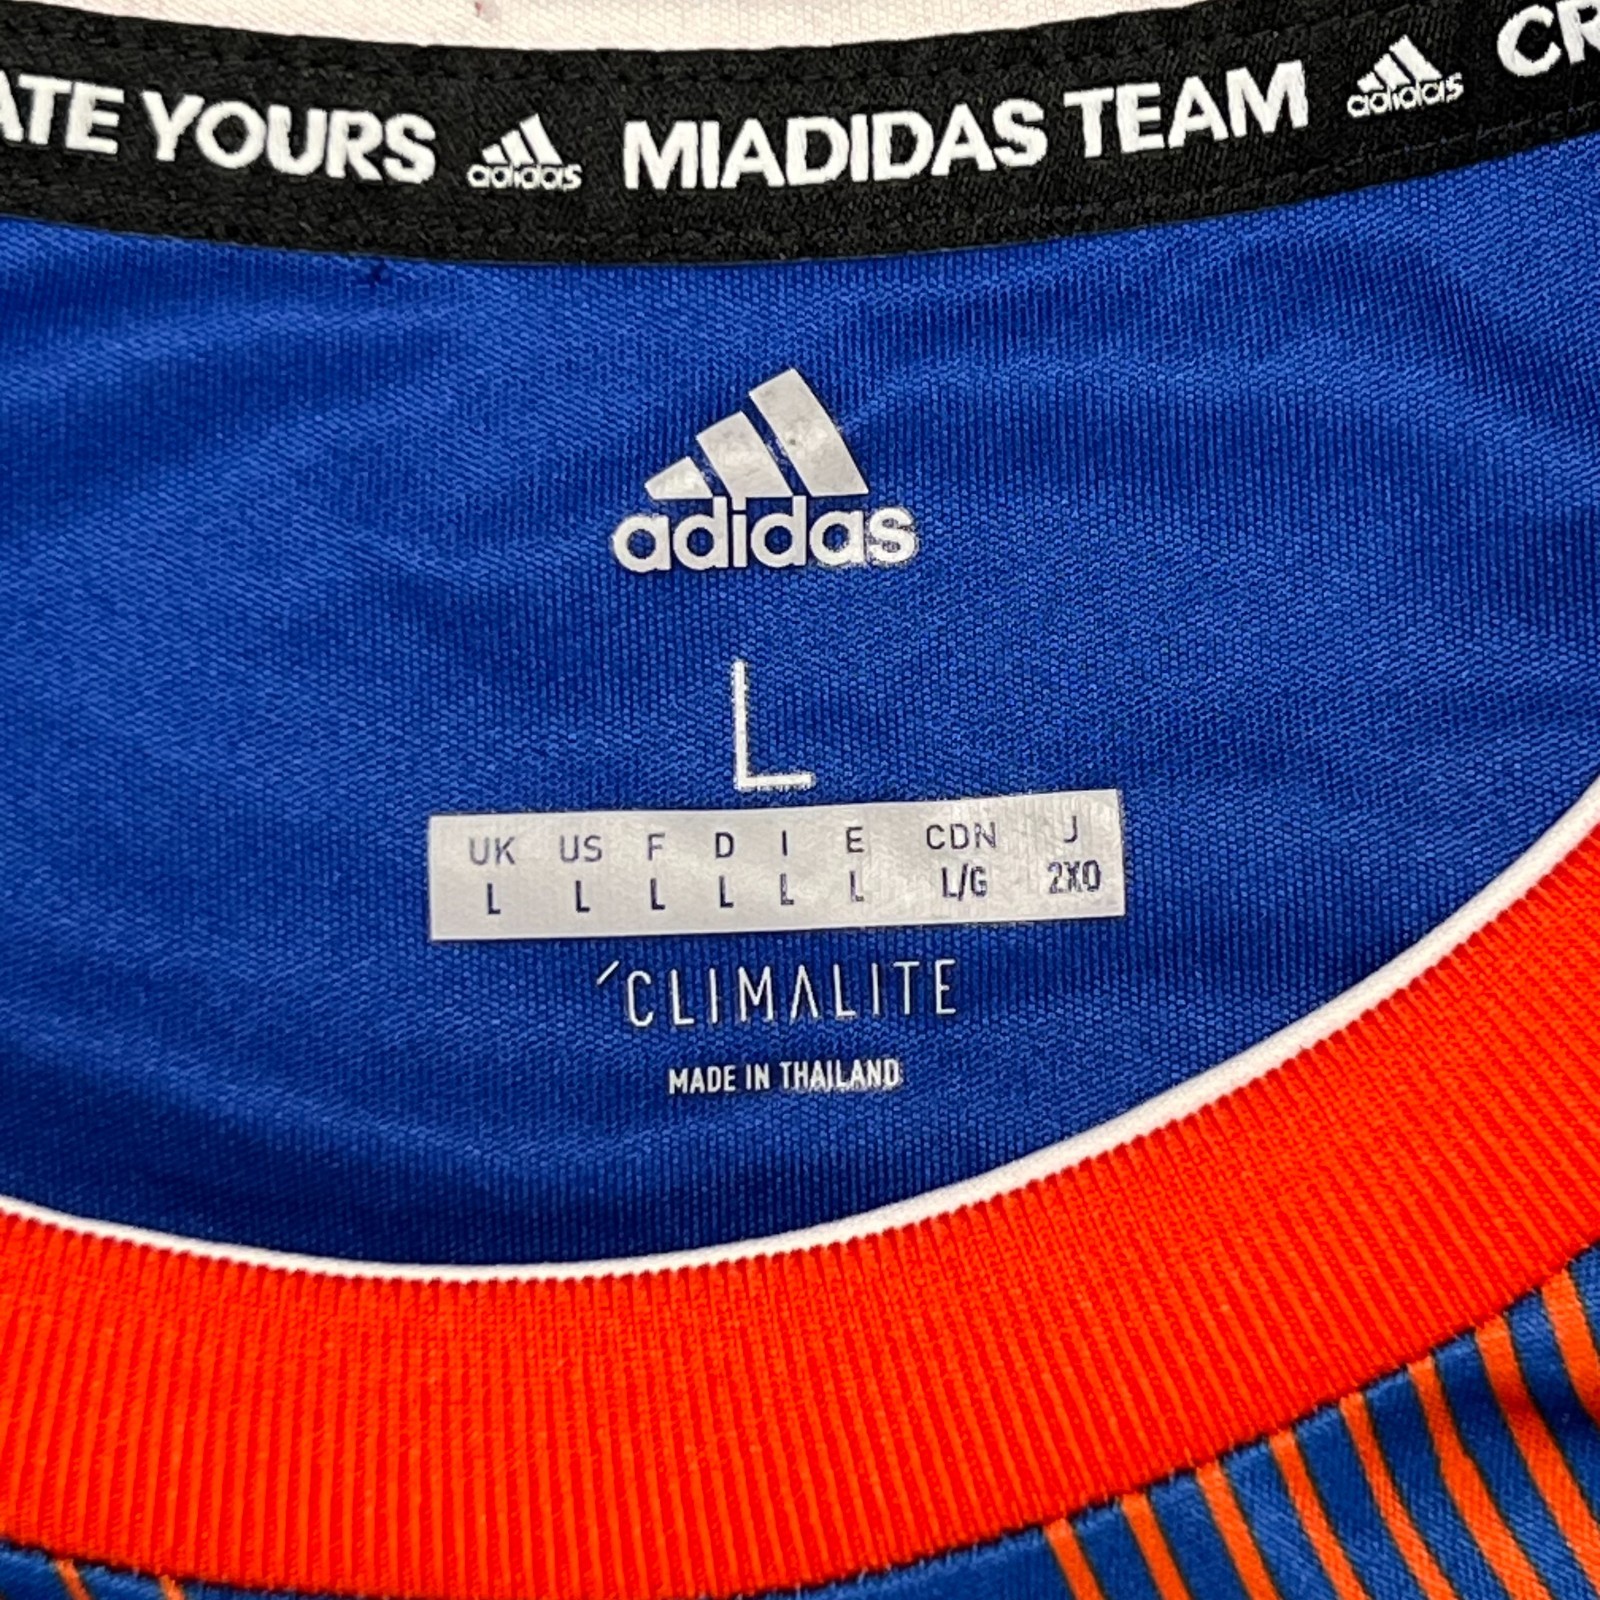 ATE YOURS adidas MIADIDAS TEAM adidas CR
adidas
L
UK US F D I E CDN J
L L L L L L L/G 2XO
CLIMALITE
MADE IN THAILAND